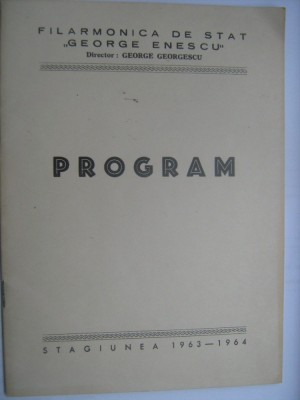 FILARMONICA DE STAT
„GEORGE ENESCU"
Director: GEORGE GEORGESCU
PROGRAM
STAGIUNEA 1963—1964